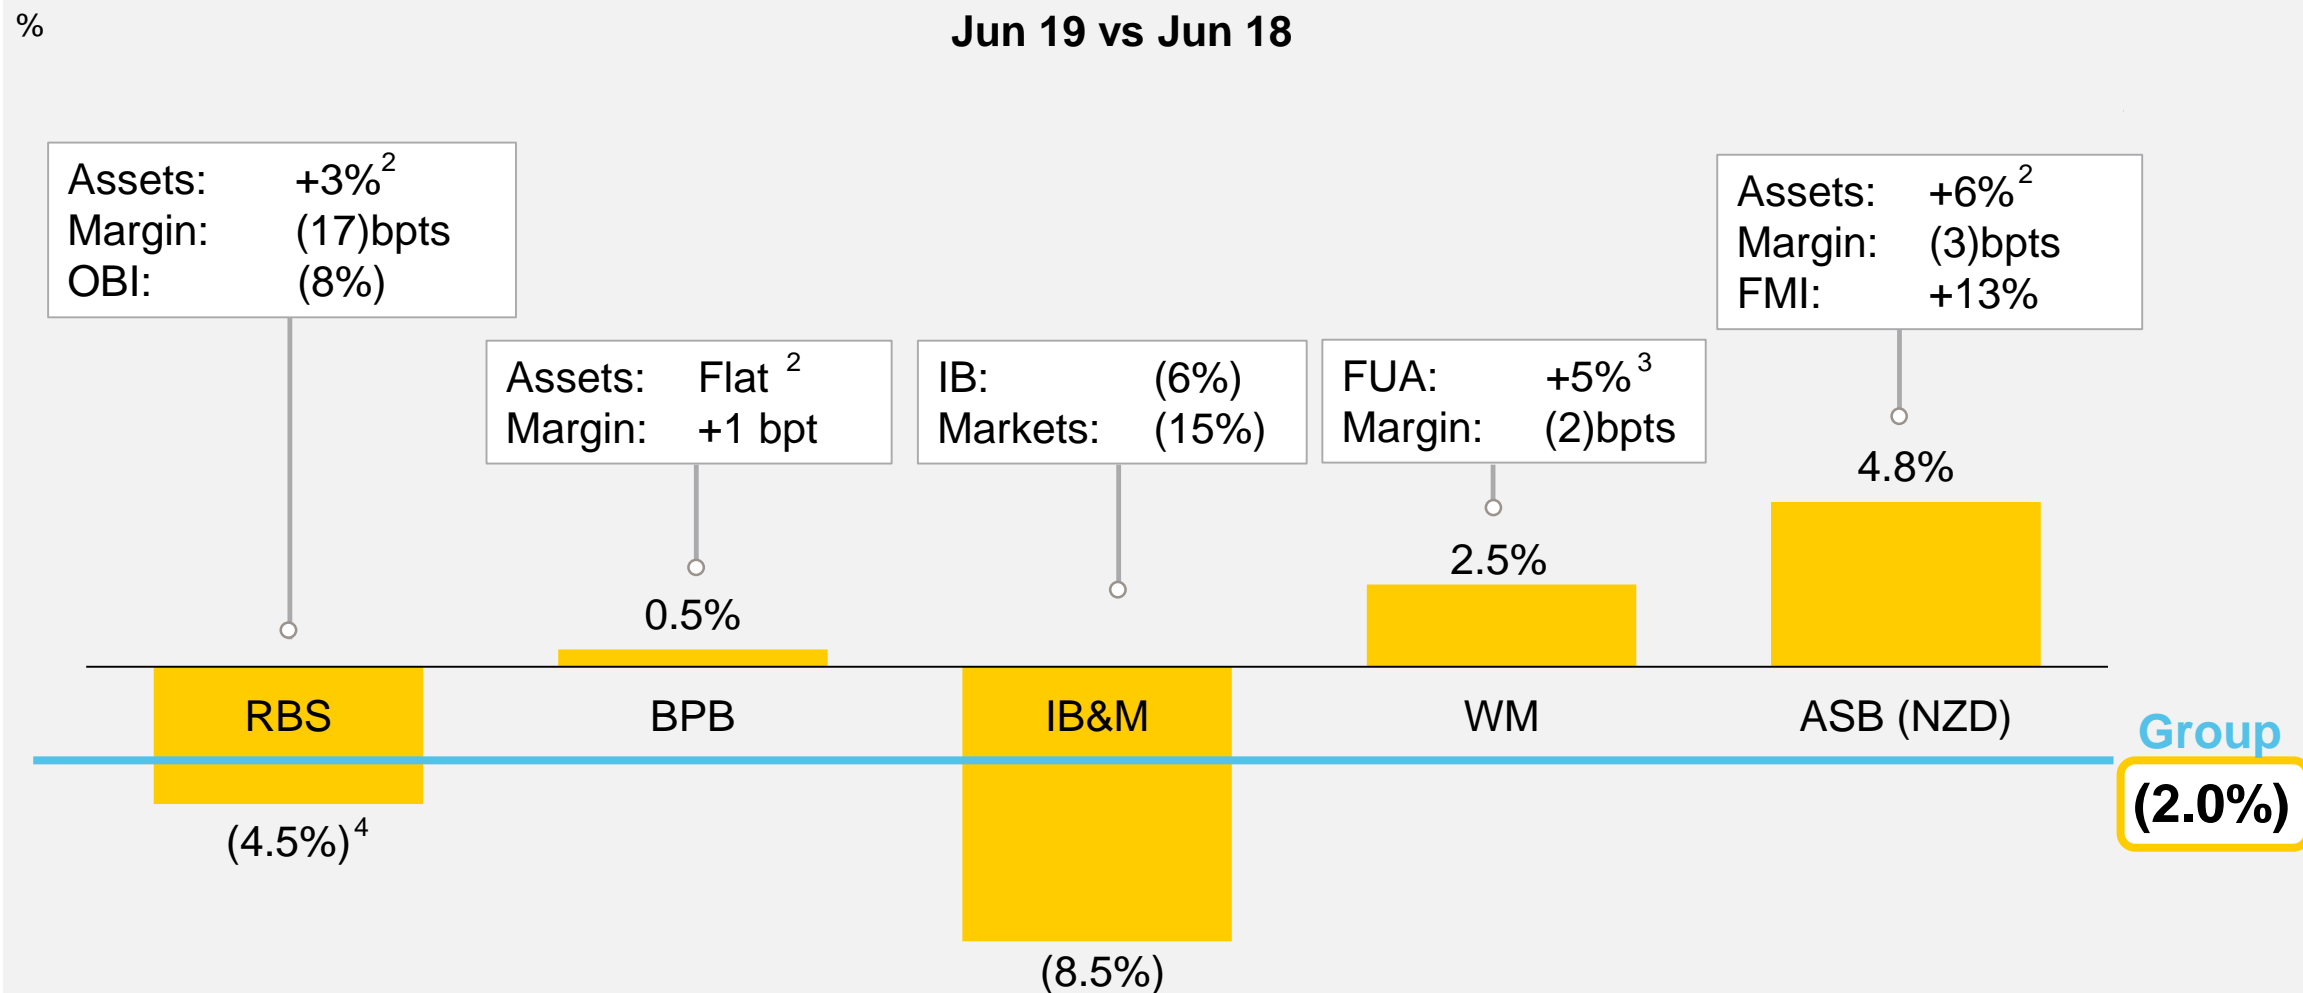 %
Jun 19 vs Jun 18
Assets: +3%²
Margin: (17)bpts
OBI: (8%)
Assets: Flat ²
Margin: +1 bpt
IB: (6%)
Markets: (15%)
FUA: +5%³
Margin: (2)bpts
Assets: +6%²
Margin: (3)bpts
FMI: +13%
0.5%
2.5%
4.8%
RBS
BPB
IB&M
WM
ASB (NZD)
Group
(2.0%)
(4.5%)⁴
(8.5%)